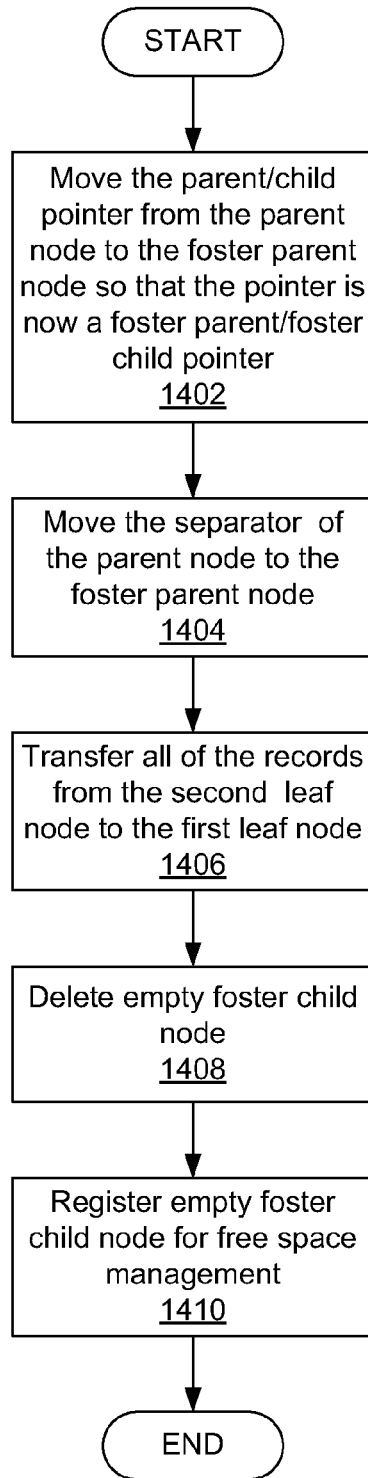 START
Move the parent/child
pointer from the parent
node to the foster parent
node so that the pointer is
now a foster parent/foster
child pointer
1402
Move the separator of
the parent node to the
foster parent node
1404
Transfer all of the records
from the second leaf
node to the first leaf node
1406
Delete empty foster child
node
1408
Register empty foster
child node for free space
management
1410
END